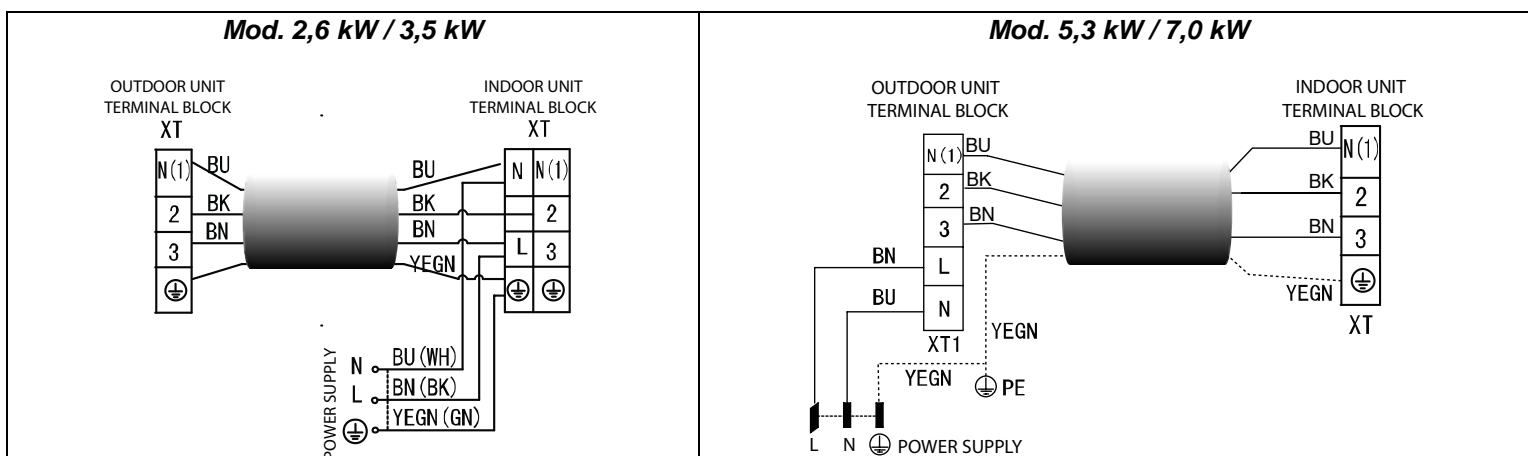 Mod. 2,6 kW / 3,5 kW
OUTDOOR UNIT
TERMINAL BLOCK
XT
INDOOR UNIT
TERMINAL BLOCK
XT
N(1) BU BU N N(1)
2 BK BK 2
3 BN BN L 3
YEGN
POWER SUPPLY
N BU(WH)
L BN(BK)
YEGN(GN)
Mod. 5,3 kW / 7,0 kW
OUTDOOR UNIT
TERMINAL BLOCK
INDOOR UNIT
TERMINAL BLOCK
N(1) BU BU N(1)
2 BK BK 2
3 BN BN 3
BN L
BU N
YEGN
XT
XT1
YEGN
YEGN
PE
L N POWER SUPPLY